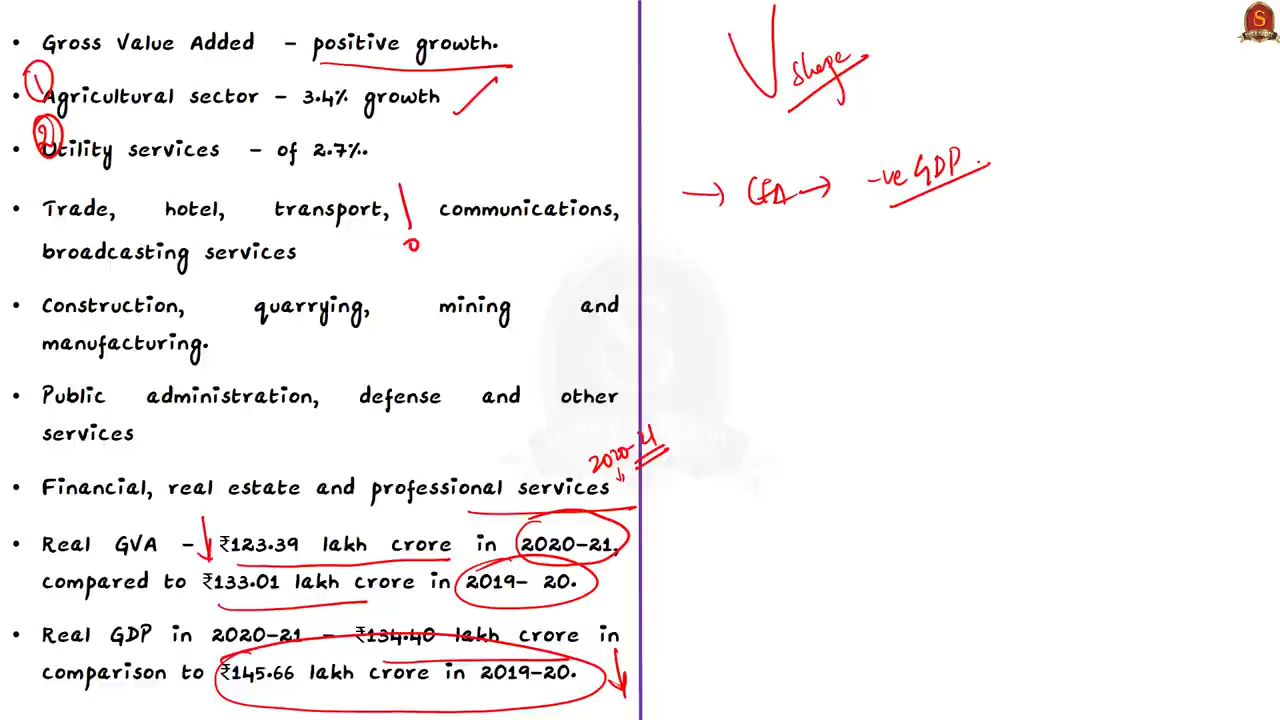 • Gross Value Added – positive growth.
1
• Agricultural sector – 3.4% growth
2
• Utility services – of 2.7%.
• Trade, hotel, transport, communications,
broadcasting services
• Construction, quarrying, mining and
manufacturing.
• Public administration, defense and other
services
2020-21
• Financial, real estate and professional services
• Real GVA – ₹123.39 lakh crore in 2020-21,
compared to ₹133.01 lakh crore in 2019- 20.
• Real GDP in 2020-21 – ₹134.40 lakh crore in
comparison to ₹145.66 lakh crore in 2019-20.
V shape
→ → -ve GDP.
S